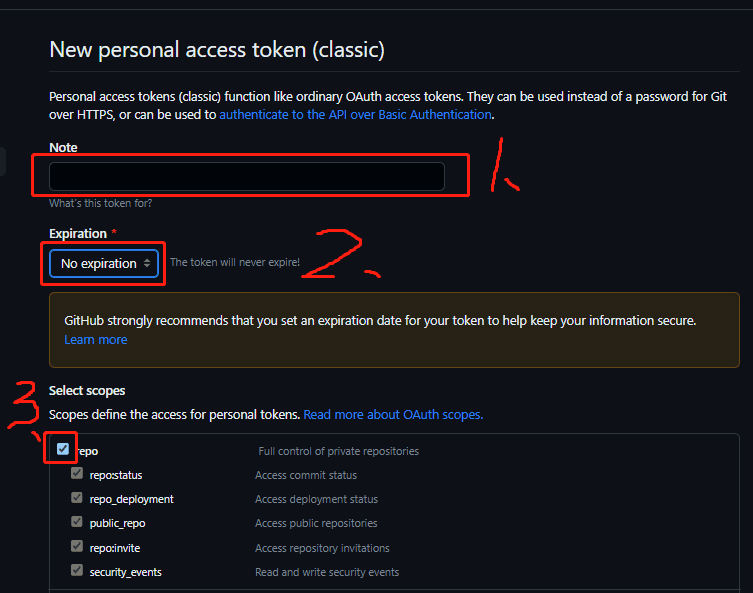 New personal access token (classic)
Personal access tokens (classic) function like ordinary OAuth access tokens. They can be used instead of a password for Git
over HTTPS, or can be used to authenticate to the API over Basic Authentication.
Note
1.
What's this token for?
Expiration *
No expiration The token will never expire!
2.
GitHub strongly recommends that you set an expiration date for your token to help keep your information secure.
Learn more
Select scopes
3.
Scopes define the access for personal tokens. Read more about OAuth scopes.
repo Full control of private repositories
repo:status Access commit status
repo_deployment Access deployment status
public_repo Access public repositories
repo:invite Access repository invitations
security_events Read and write security events